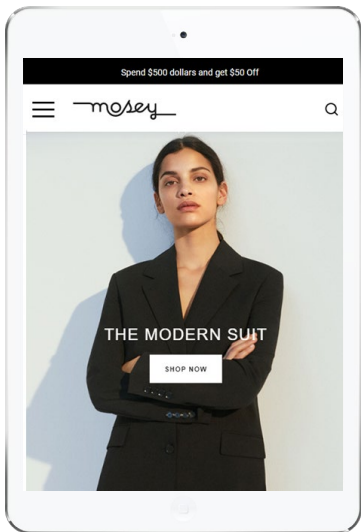 Spend $500 dollars and get $50 Off
mosey
THE MODERN SUIT
SHOP NOW